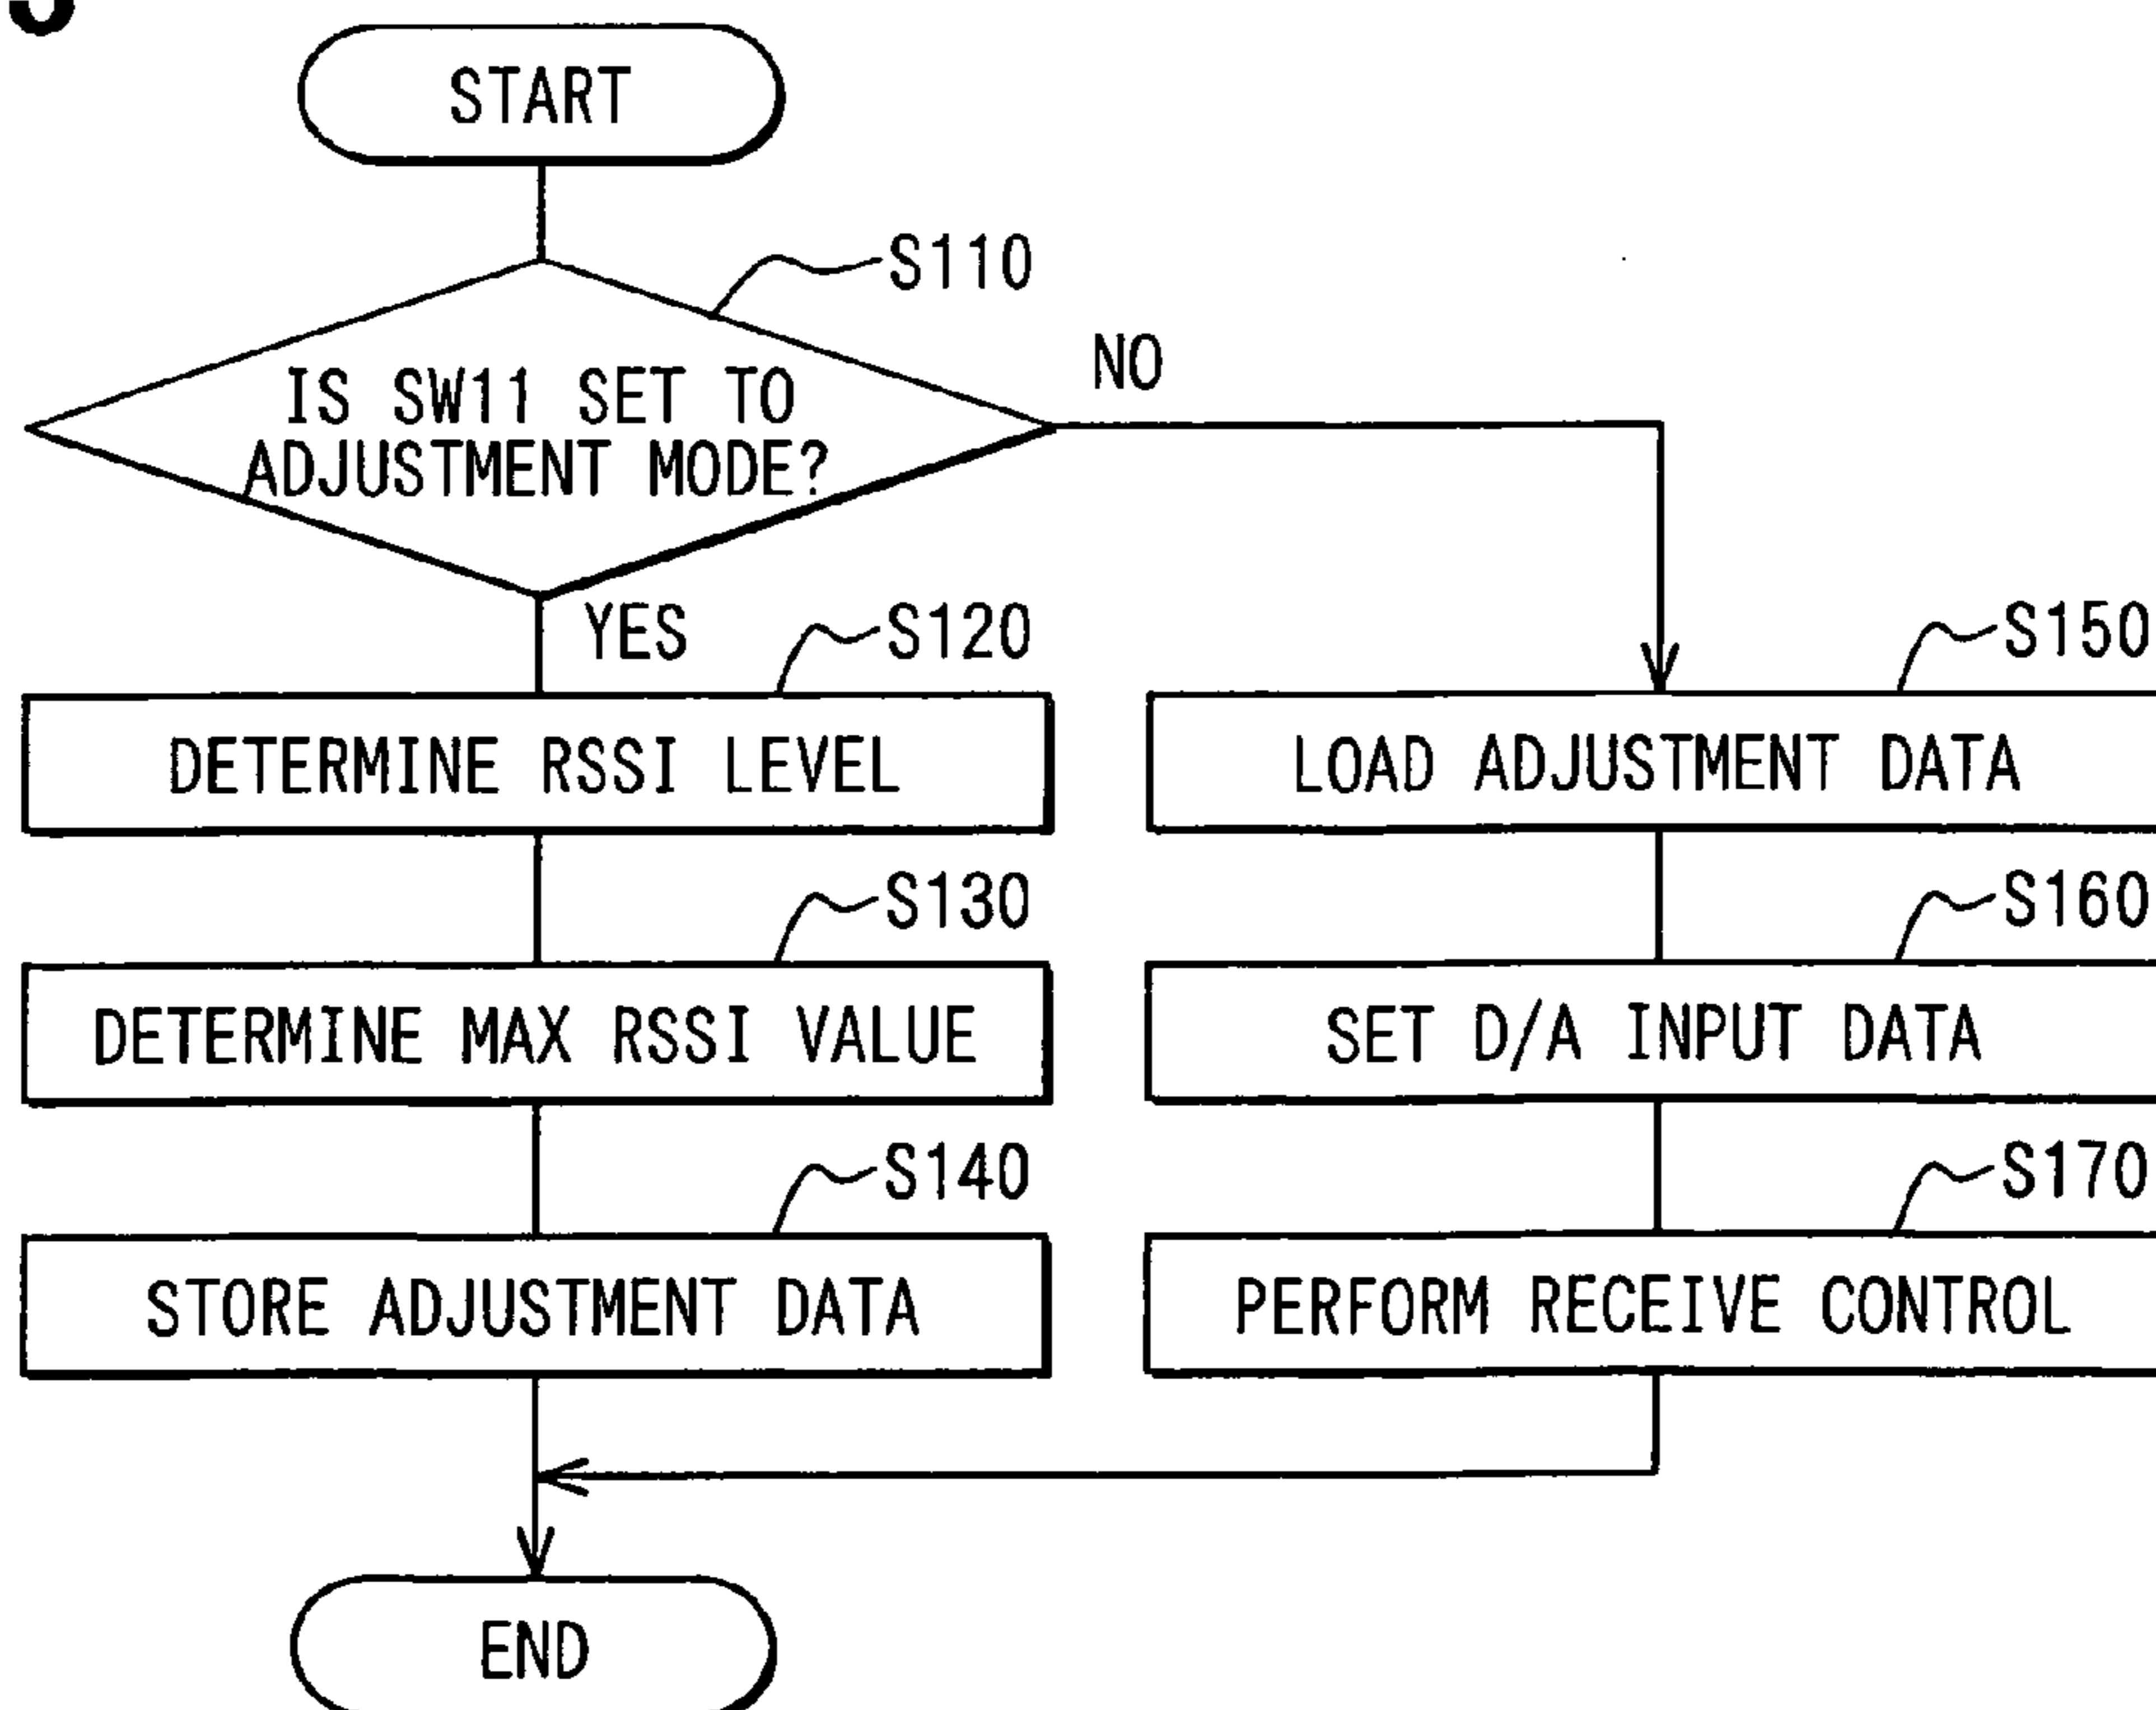 START
S110
IS SW11 SET TO
ADJUSTMENT MODE?
NO
YES
S120
DETERMINE RSSI LEVEL
S130
DETERMINE MAX RSSI VALUE
S140
STORE ADJUSTMENT DATA
S150
LOAD ADJUSTMENT DATA
S160
SET D/A INPUT DATA
S170
PERFORM RECEIVE CONTROL
END